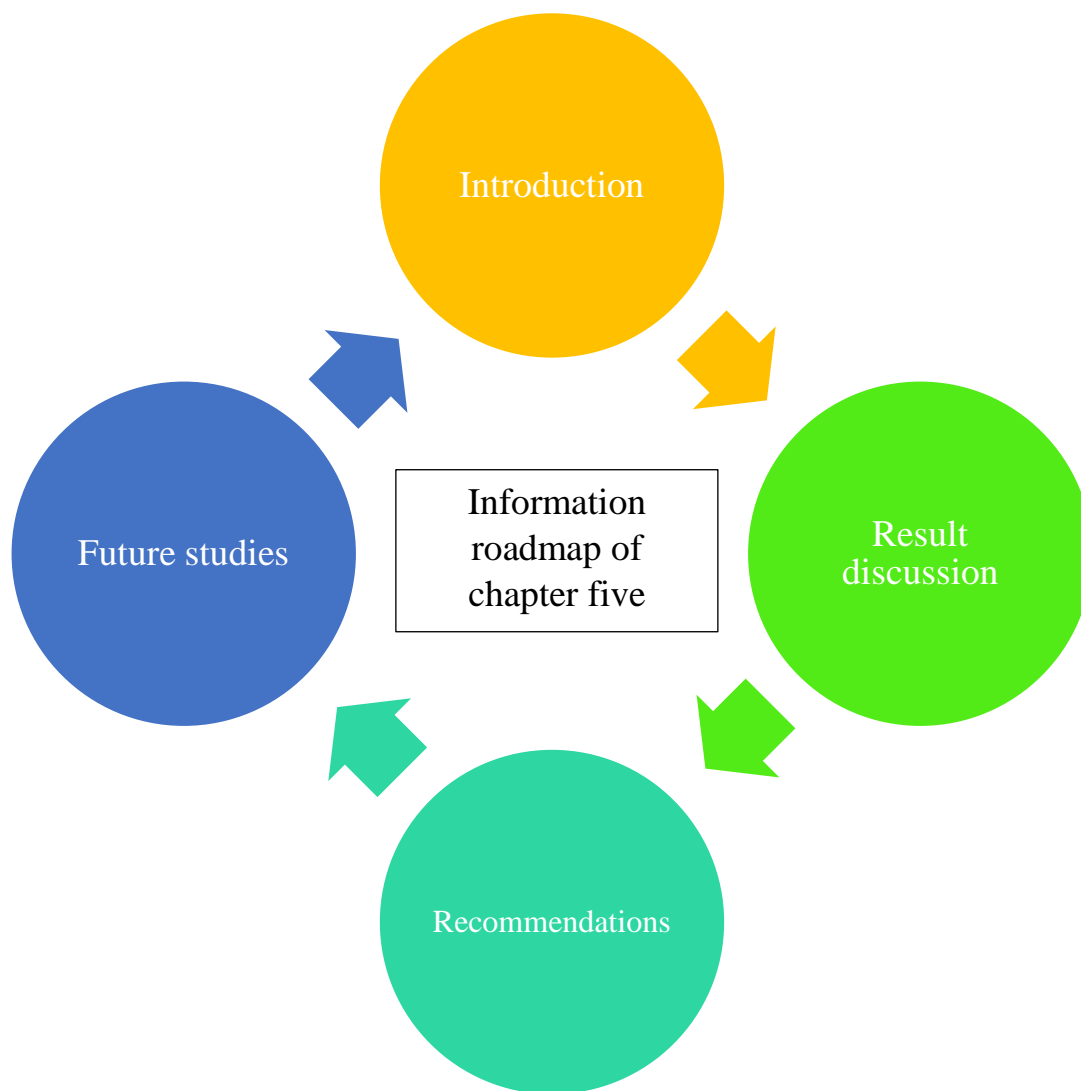 Introduction
Result
discussion
Recommendations
Future studies
Information
roadmap of
chapter five